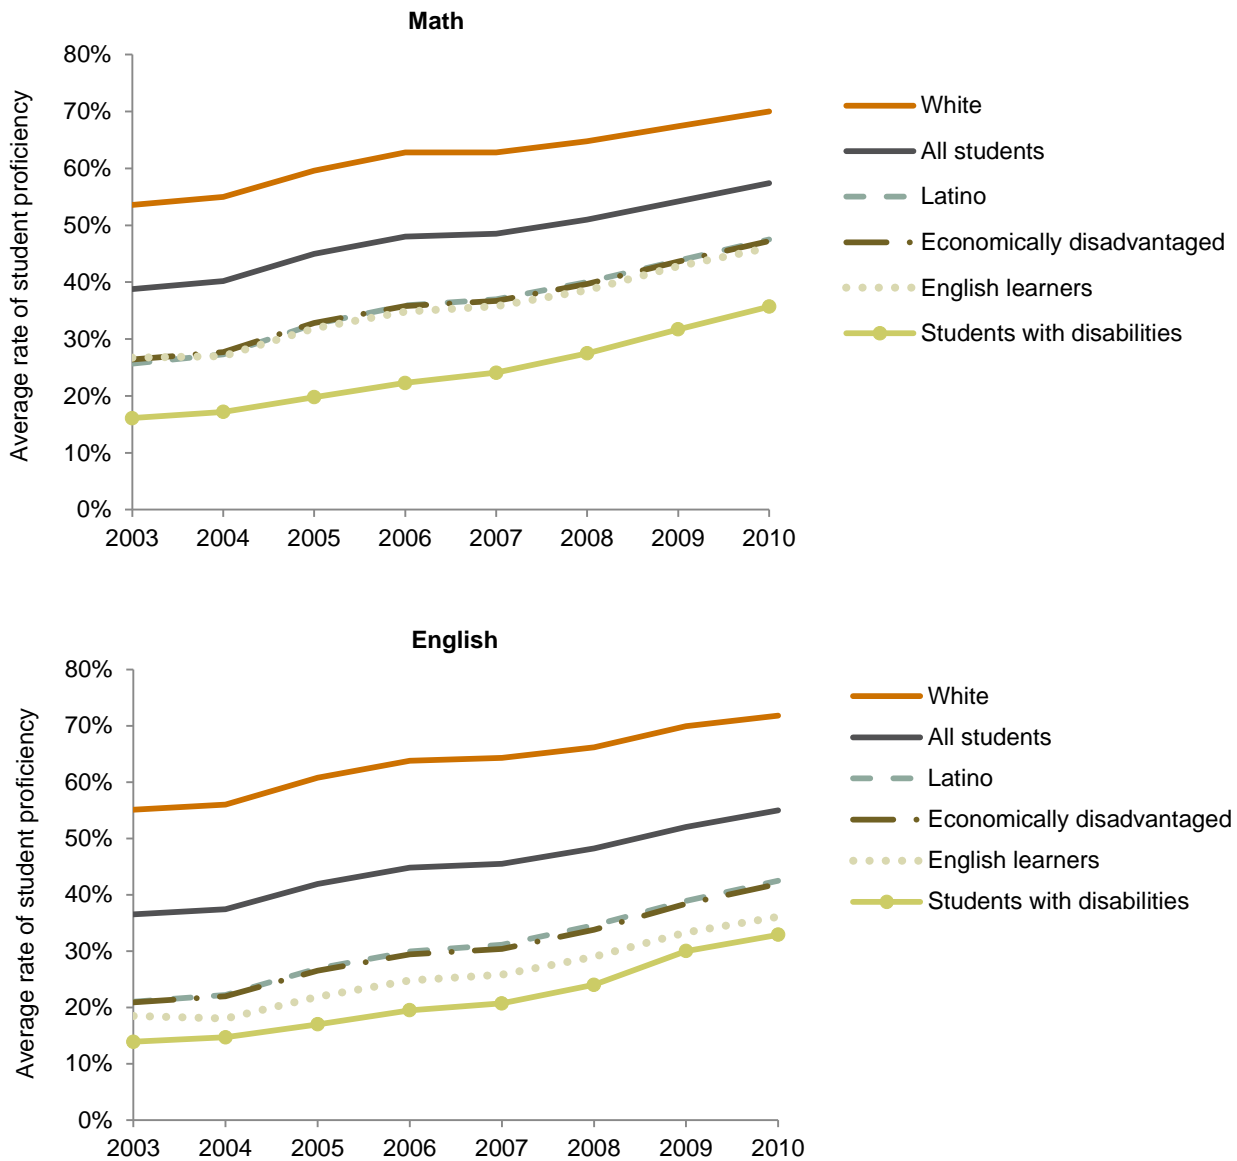 Math
Average rate of student proficiency
80%
70%
60%
50%
40%
30%
20%
10%
0%
2003 2004 2005 2006 2007 2008 2009 2010
White
All students
Latino
Economically disadvantaged
English learners
Students with disabilities
English
Average rate of student proficiency
80%
70%
60%
50%
40%
30%
20%
10%
0%
2003 2004 2005 2006 2007 2008 2009 2010
White
All students
Latino
Economically disadvantaged
English learners
Students with disabilities